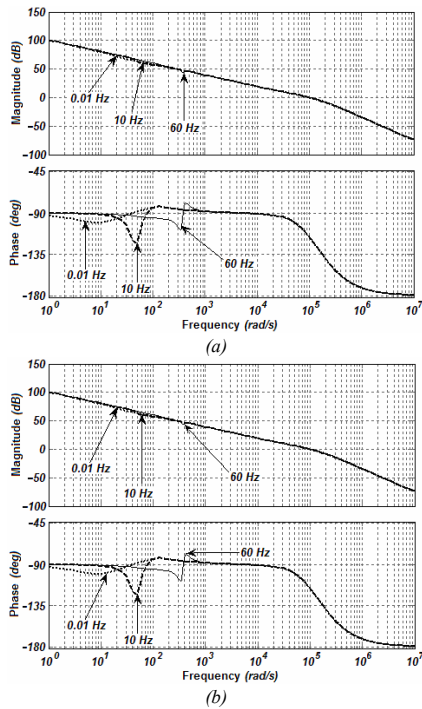 150
100
50
0
−50
−100
Magnitude (dB)
0.01 Hz
10 Hz
60 Hz
−45
−90
−135
−180
Phase (deg)
0.01 Hz
10 Hz
60 Hz
10^0 10^1 10^2 10^3 10^4 10^5 10^6 10^7
Frequency (rad/s)
(a)
150
100
50
0
−50
−100
Magnitude (dB)
0.01 Hz
10 Hz
60 Hz
−45
−90
−135
−180
Phase (deg)
60 Hz
0.01 Hz
10 Hz
10^0 10^1 10^2 10^3 10^4 10^5 10^6 10^7
Frequency (rad/s)
(b)